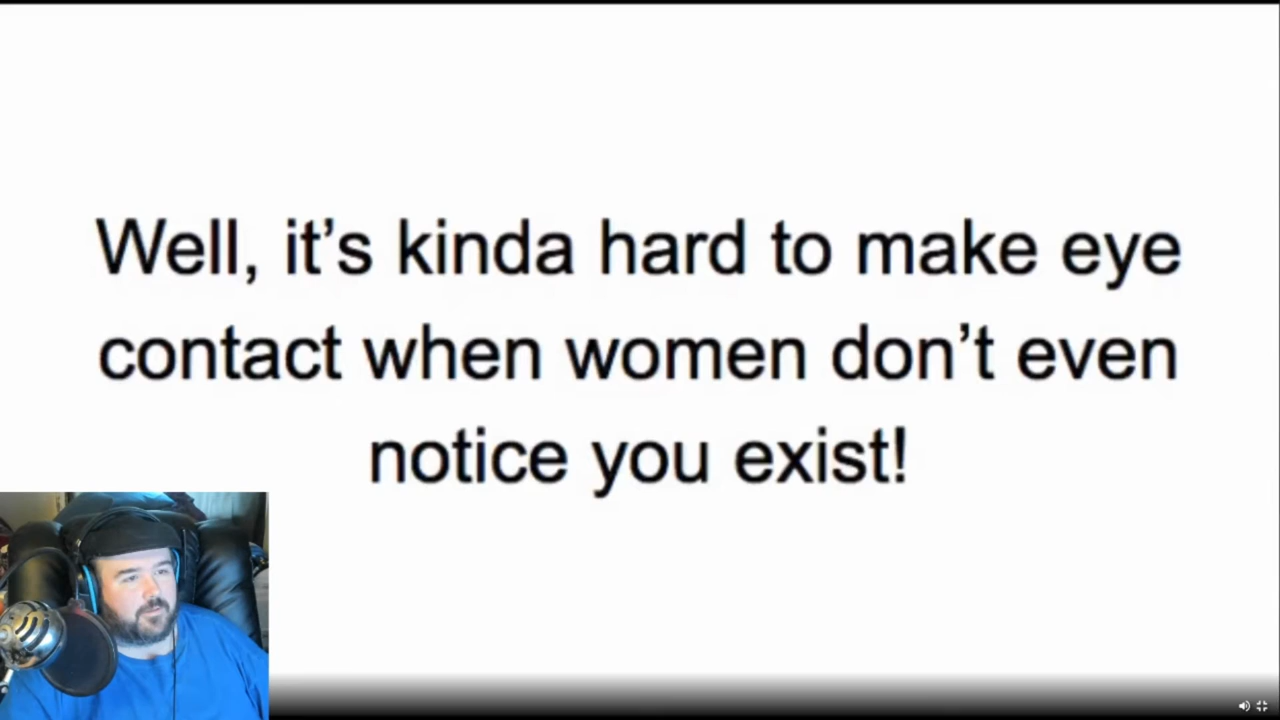 Well, it’s kinda hard to make eye
contact when women don’t even
notice you exist!